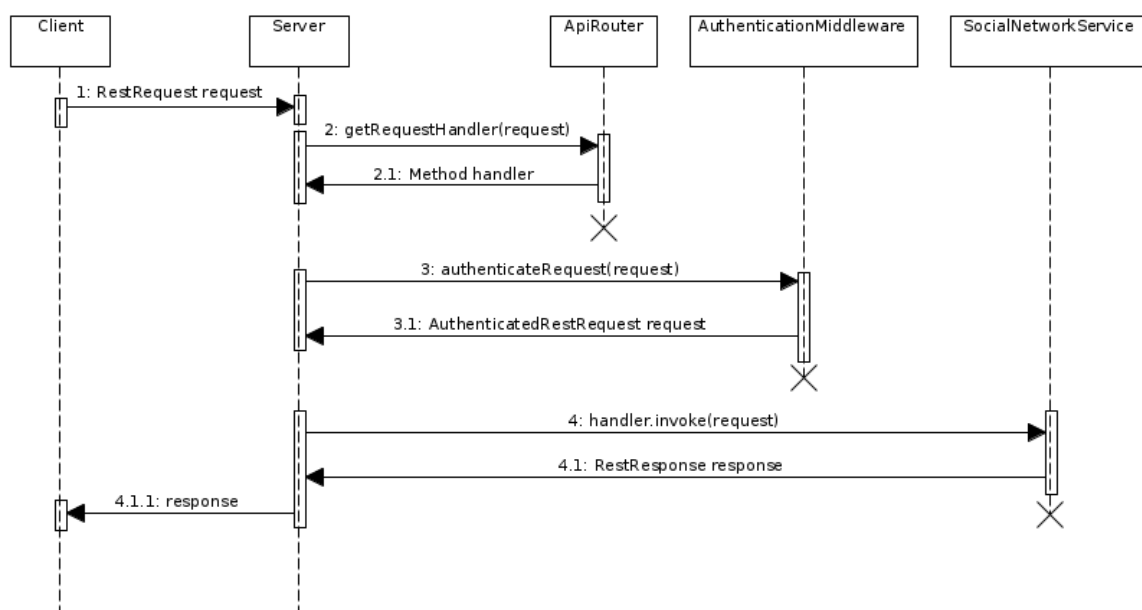 Client
Server
ApiRouter
AuthenticationMiddleware
SocialNetworkService
1: RestRequest request
2: getRequestHandler(request)
2.1: Method handler
3: authenticateRequest(request)
3.1: AuthenticatedRestRequest request
4: handler.invoke(request)
4.1: RestResponse response
4.1.1: response